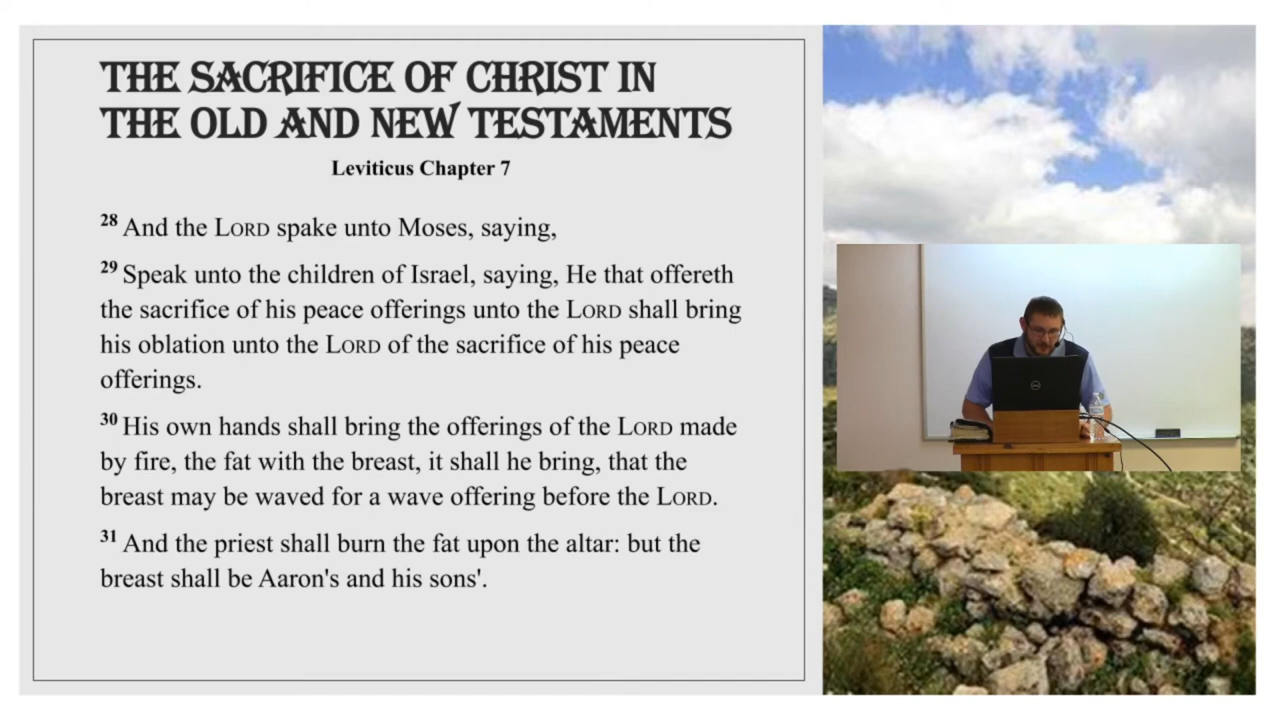 THE SACRIFICE OF CHRIST IN
THE OLD AND NEW TESTAMENTS
Leviticus Chapter 7
28 And the LORD spake unto Moses, saying,
29 Speak unto the children of Israel, saying, He that offereth
the sacrifice of his peace offerings unto the LORD shall bring
his oblation unto the LORD of the sacrifice of his peace
offerings.
30 His own hands shall bring the offerings of the LORD made
by fire, the fat with the breast, it shall he bring, that the
breast may be waved for a wave offering before the LORD.
31 And the priest shall burn the fat upon the altar: but the
breast shall be Aaron's and his sons'.